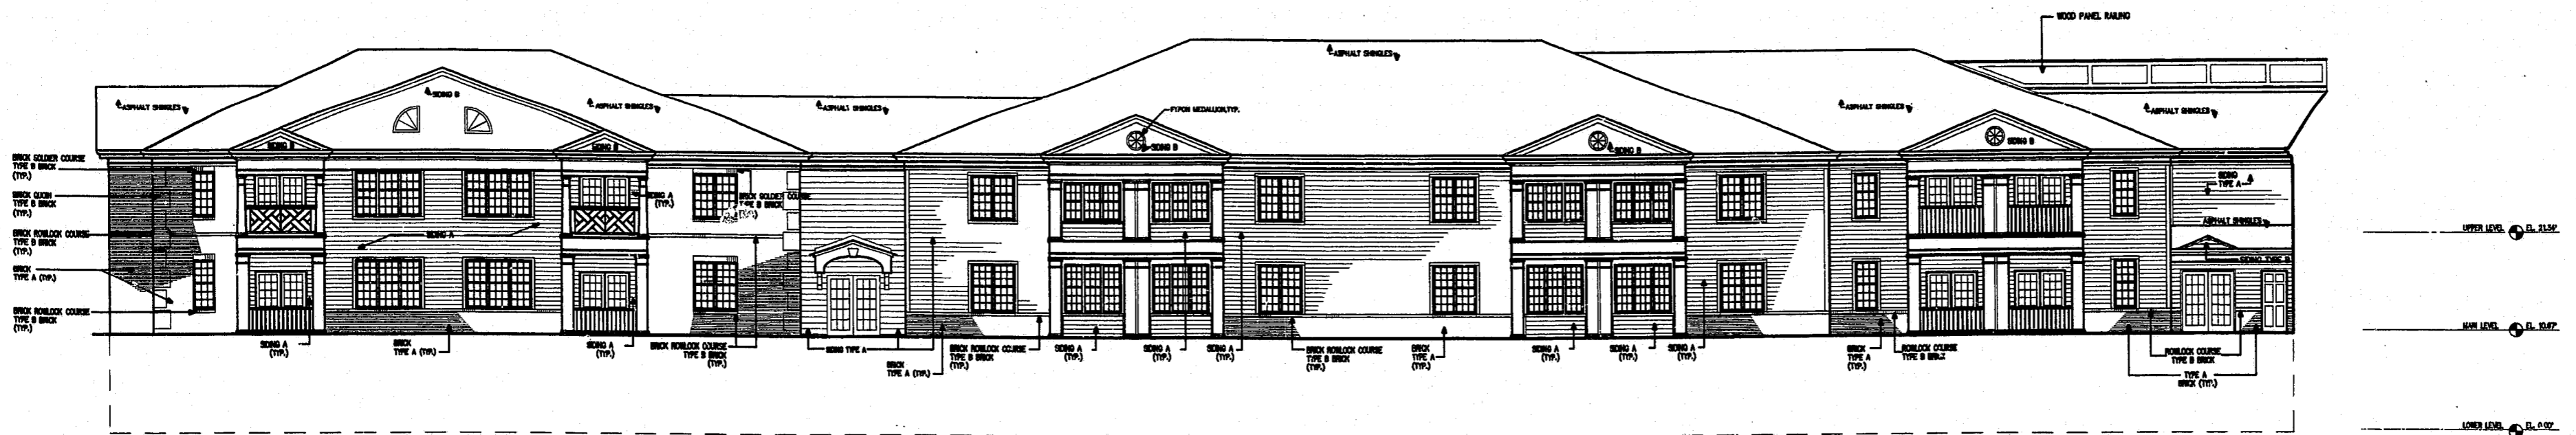 WOOD PANEL RAILING
ASPHALT SHINGLES
ASPHALT SHINGLES
SIDING B
ASPHALT SHINGLES
ASPHALT SHINGLES
FYPON MEDALLION, TYP.
ASPHALT SHINGLES
ASPHALT SHINGLES
SIDING B
SIDING B
SIDING B
SIDING B
SIDING B
BRICK SOLDIER COURSE
TYPE B BRICK
(TYP.)
BRICK QUOIN
TYPE B BRICK
(TYP.)
BRICK ROWLOCK COURSE
TYPE B BRICK
(TYP.)
BRICK
TYPE A (TYP.)
BRICK ROWLOCK COURSE
TYPE B BRICK
(TYP.)
SIDING A
SIDING A
(TYP.)
BRICK SOLDIER COURSE
TYPE B BRICK
(TYP.)
SIDING
TYPE A
ASPHALT SHINGLES
SIDING TYPE B
UPPER LEVEL EL. 21.34'
MAIN LEVEL EL. 10.67'
LOWER LEVEL EL. 0.00'
SIDING A
(TYP.)
BRICK
TYPE A (TYP.)
SIDING A
(TYP.)
BRICK ROWLOCK COURSE
TYPE B BRICK
(TYP.)
SIDING TYPE A
BRICK
TYPE A (TYP.)
BRICK ROWLOCK COURSE
TYPE B BRICK
(TYP.)
SIDING A
(TYP.)
SIDING A
(TYP.)
SIDING A
(TYP.)
BRICK ROWLOCK COURSE
TYPE B BRICK
(TYP.)
BRICK
TYPE A
(TYP.)
SIDING A
(TYP.)
SIDING A
(TYP.)
SIDING A
(TYP.)
BRICK
TYPE A
(TYP.)
ROWLOCK COURSE
TYPE B BRICK
ROWLOCK COURSE
TYPE B BRICK
TYPE A
BRICK (TYP.)